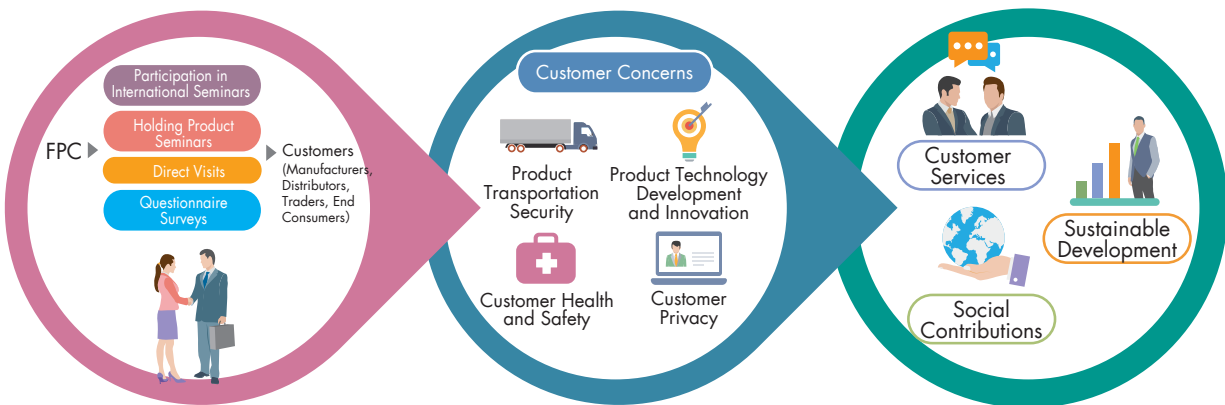 FPC
Participation in
International Seminars
Holding Product
Seminars
Direct Visits
Questionnaire
Surveys
Customers
(Manufacturers,
Distributors,
Traders, End
Consumers)
Customer Concerns
Product
Transportation
Security
Product Technology
Development
and Innovation
Customer Health
and Safety
Customer
Privacy
Customer
Services
Sustainable
Development
Social
Contributions